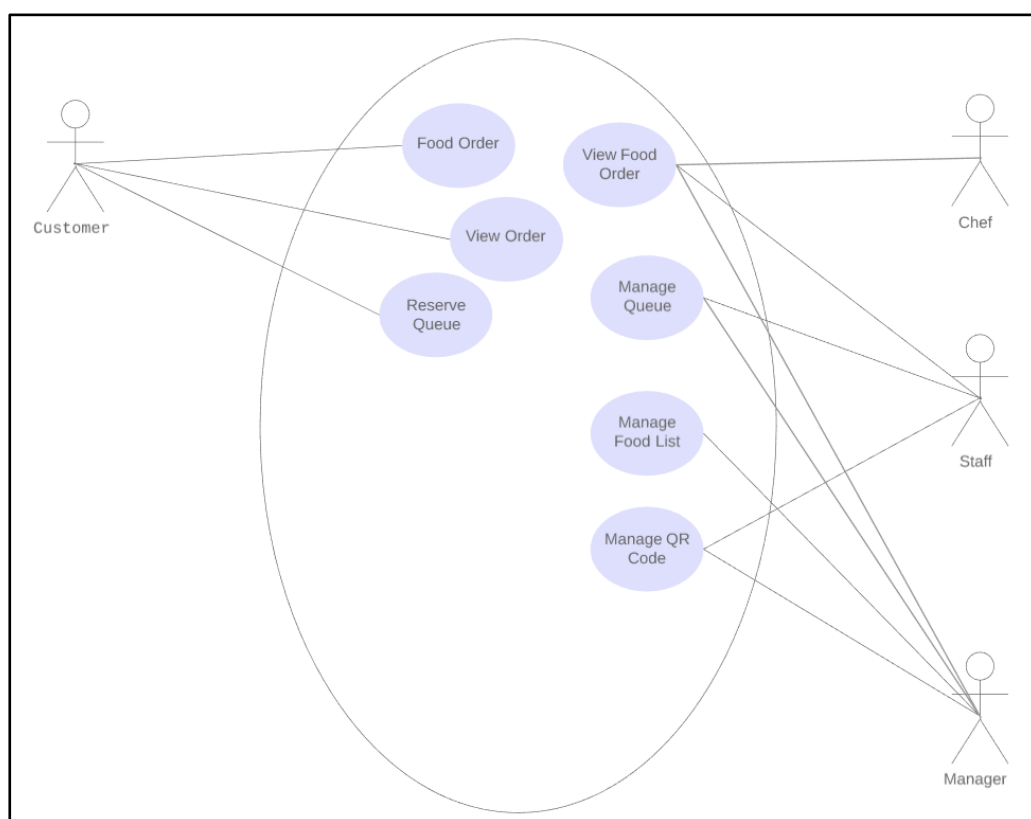 Customer
Food Order
View Order
Reserve
Queue
View Food
Order
Manage
Queue
Manage
Food List
Manage QR
Code
Chef
Staff
Manager